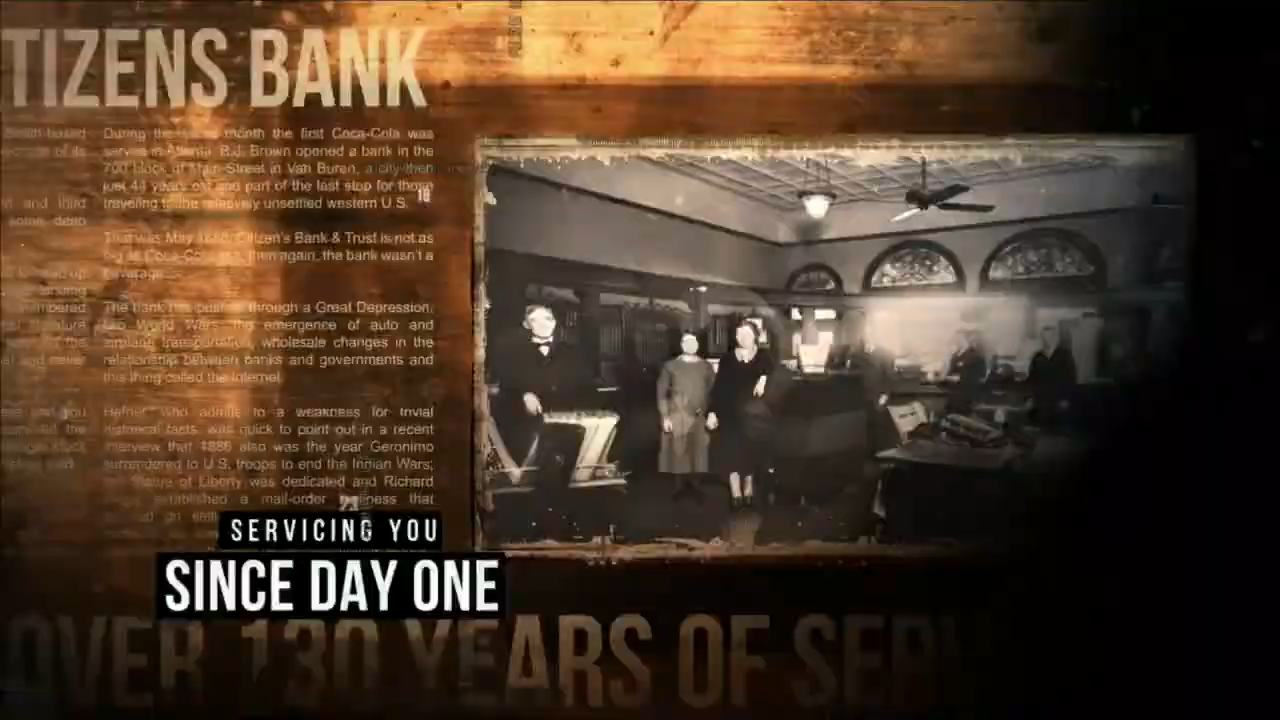 TIZENS BANK
During the same month the first Coca-Cola was
served in Atlanta, R.J. Brown opened a bank in the
700 block of Main Street in Van Buren, a city then
just 41 years old and part of the last stop for those
traveling to the relatively unsettled western U.S.
That was May 1886. Citizen's Bank & Trust is not as
big as Coca-Cola then again, the bank wasn't a
beverage
The bank has pushed through a Great Depression,
two World Wars, the emergence of auto and
airplane transportation, wholesale changes in the
relationship between banks and governments and
this thing called the Internet.
Hefner, who admits to a weakness for trivial
historical facts, was quick to point out in a recent
interview that 1886 also was the year Geronimo
surrendered to U.S. troops to end the Indian Wars;
Statue of Liberty was dedicated and Richard
established a mail-order business that
SERVICING YOU
SINCE DAY ONE
OVER 130 YEARS OF SERV